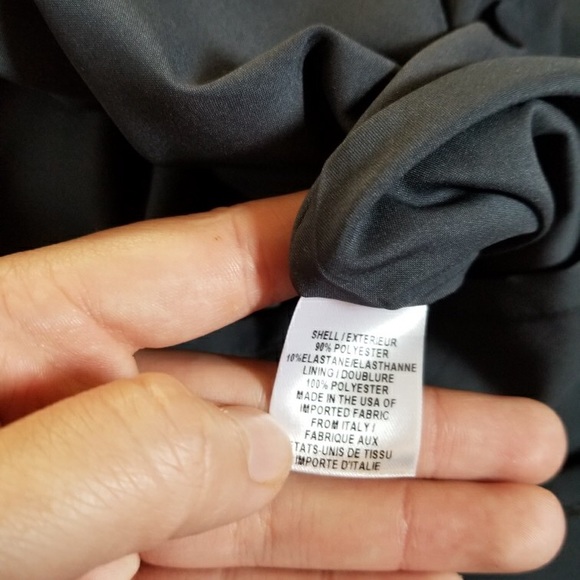 SHELL / EXTERIEUR
90% POLYESTER
10%ELASTANE/ELASTHANNE
LINING / DOUBLURE
100% POLYESTER
MADE IN THE USA OF
IMPORTED FABRIC
FROM ITALY /
FABRIQUE AUX
ETATS-UNIS DE TISSU
IMPORTE D'ITALIE